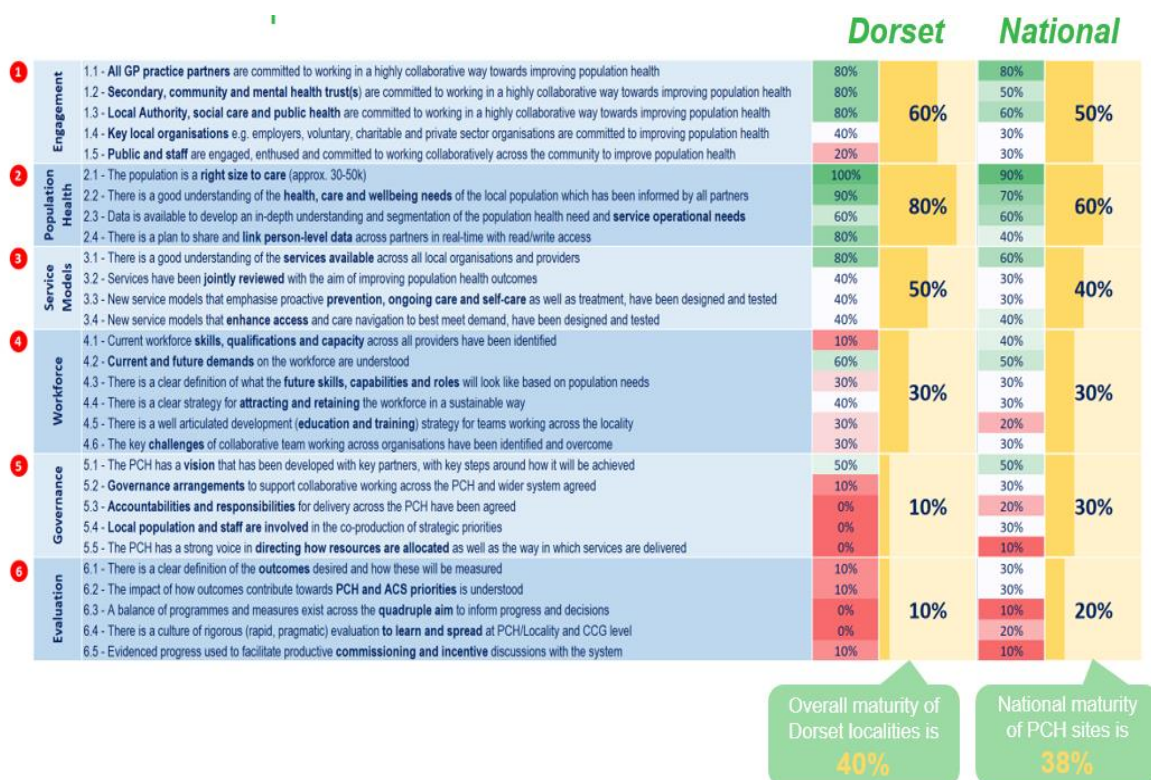 Dorset National
1 Engagement 1.1 - All GP practice partners are committed to working in a highly collaborative way towards improving population health 80% 80%
1.2 - Secondary, community and mental health trust(s) are committed to working in a highly collaborative way towards improving population health 80% 50%
1.3 - Local Authority, social care and public health are committed to working in a highly collaborative way towards improving population health 80% 60% 60% 50%
1.4 - Key local organisations e.g. employers, voluntary, charitable and private sector organisations are committed to improving population health 40% 30%
1.5 - Public and staff are engaged, enthused and committed to working collaboratively across the community to improve population health 20% 30%
2 Population Health 2.1 - The population is a right size to care (approx. 30-50k) 100% 90%
2.2 - There is a good understanding of the health, care and wellbeing needs of the local population which has been informed by all partners 90% 70%
2.3 - Data is available to develop an in-depth understanding and segmentation of the population health need and service operational needs 60% 80% 60% 60%
2.4 - There is a plan to share and link person-level data across partners in real-time with read/write access 80% 40%
3 Service Models 3.1 - There is a good understanding of the services available across all local organisations and providers 80% 60%
3.2 - Services have been jointly reviewed with the aim of improving population health outcomes 40% 50% 30% 40%
3.3 - New service models that emphasise proactive prevention, ongoing care and self-care as well as treatment, have been designed and tested 40% 30%
3.4 - New service models that enhance access and care navigation to best meet demand, have been designed and tested 40% 40%
4 Workforce 4.1 - Current workforce skills, qualifications and capacity across all providers have been identified 10% 40%
4.2 - Current and future demands on the workforce are understood 60% 50%
4.3 - There is a clear definition of what the future skills, capabilities and roles will look like based on population needs 30% 30% 30% 30%
4.4 - There is a clear strategy for attracting and retaining the workforce in a sustainable way 40% 30%
4.5 - There is a well articulated development (education and training) strategy for teams working across the locality 30% 20%
4.6 - The key challenges of collaborative team working across organisations have been identified and overcome 30% 30%
5 Governance 5.1 - The PCH has a vision that has been developed with key partners, with key steps around how it will be achieved 50% 50%
5.2 - Governance arrangements to support collaborative working across the PCH and wider system agreed 10% 30%
5.3 - Accountabilities and responsibilities for delivery across the PCH have been agreed 0% 10% 20% 30%
5.4 - Local population and staff are involved in the co-production of strategic priorities 0% 30%
5.5 - The PCH has a strong voice in directing how resources are allocated as well as the way in which services are delivered 0% 10%
6 Evaluation 6.1 - There is a clear definition of the outcomes desired and how these will be measured 10% 30%
6.2 - The impact of how outcomes contribute towards PCH and ACS priorities is understood 10% 30%
6.3 - A balance of programmes and measures exist across the quadruple aim to inform progress and decisions 0% 10% 10% 20%
6.4 - There is a culture of rigorous (rapid, pragmatic) evaluation to learn and spread at PCH/Locality and CCG level 0% 20%
6.5 - Evidenced progress used to facilitate productive commissioning and incentive discussions with the system 10% 10%
Overall maturity of
Dorset localities is
40%
National maturity
of PCH sites is
38%